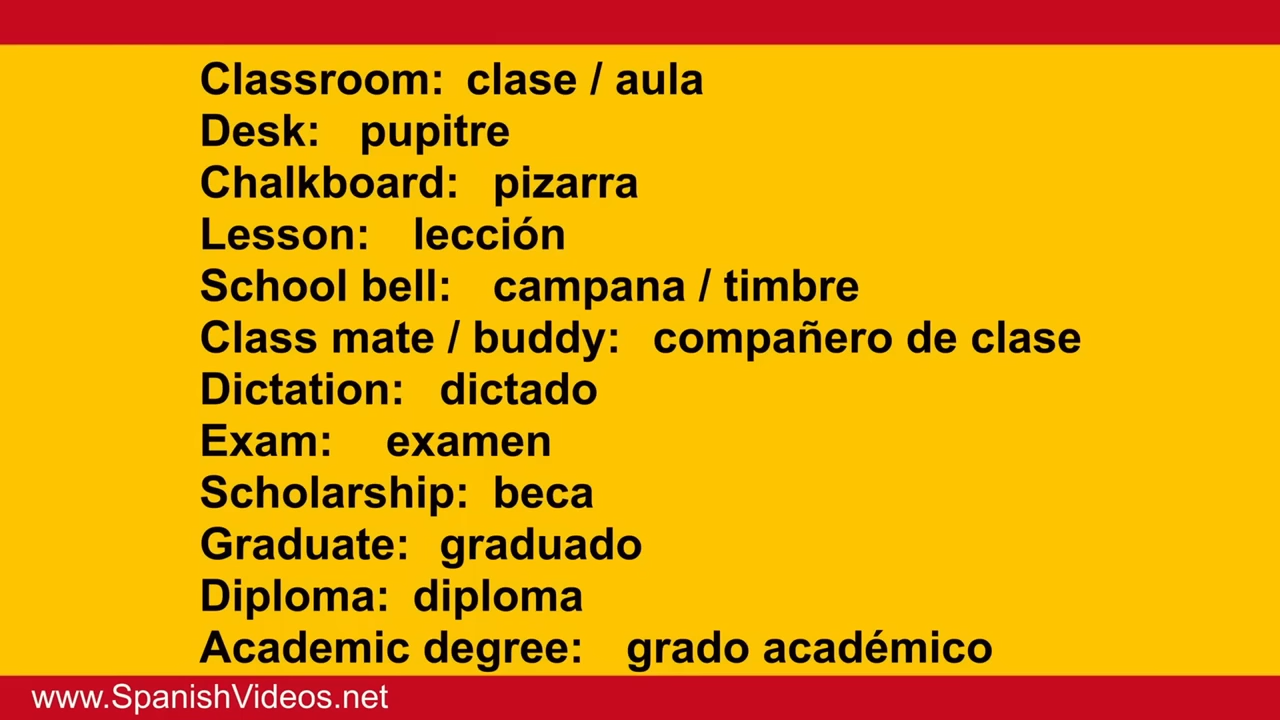 Classroom: clase / aula
Desk: pupitre
Chalkboard: pizarra
Lesson: lección
School bell: campana / timbre
Class mate / buddy: compañero de clase
Dictation: dictado
Exam: examen
Scholarship: beca
Graduate: graduado
Diploma: diploma
Academic degree: grado académico
www.SpanishVideos.net